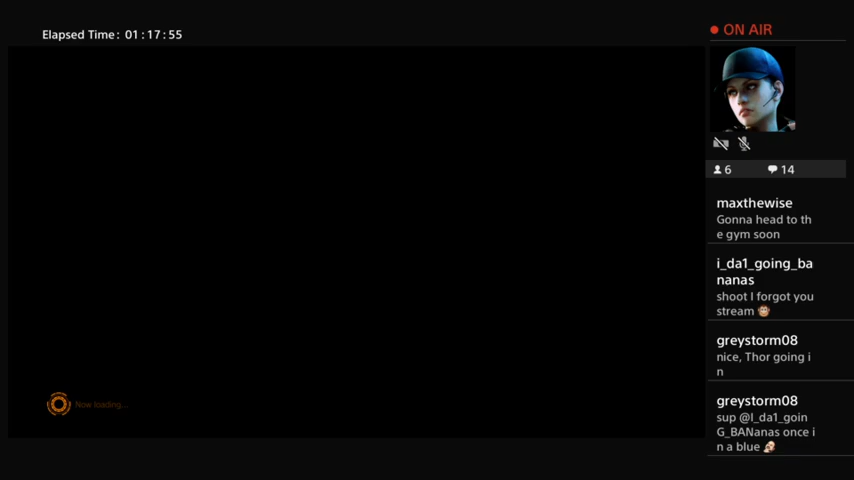 Elapsed Time: 01:17:55
ON AIR
6 14
maxthewise
Gonna head to th
e gym soon
i_da1_going_ba
nanas
shoot I forgot you
stream 🐵
greystorm08
nice, Thor going i
n
greystorm08
sup @I_da1_goin
G_BANanas once i
n a blue
Now loading...